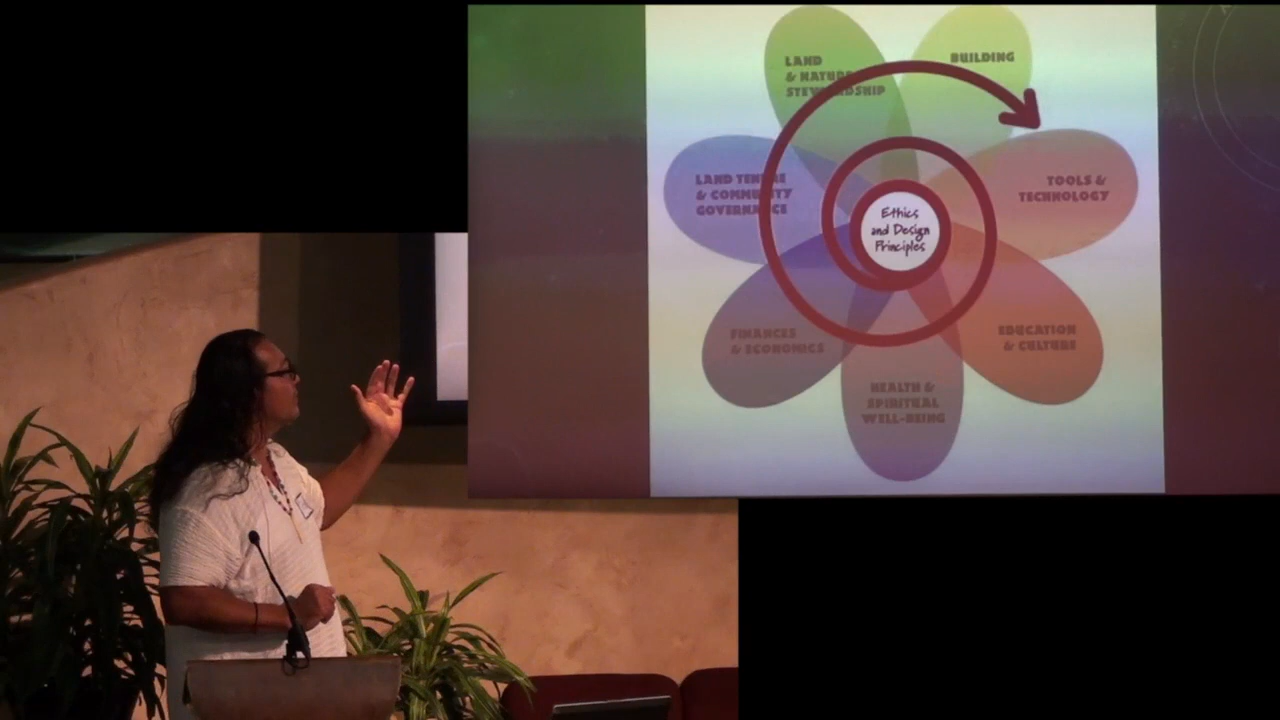 LAND
& NATURE
STEWARDSHIP
BUILDING
LAND TENURE
& COMMUNITY
GOVERNANCE
TOOLS &
TECHNOLOGY
Ethics
and Design
Principles
FINANCES
& ECONOMICS
EDUCATION
& CULTURE
HEALTH &
SPIRITUAL
WELL-BEING